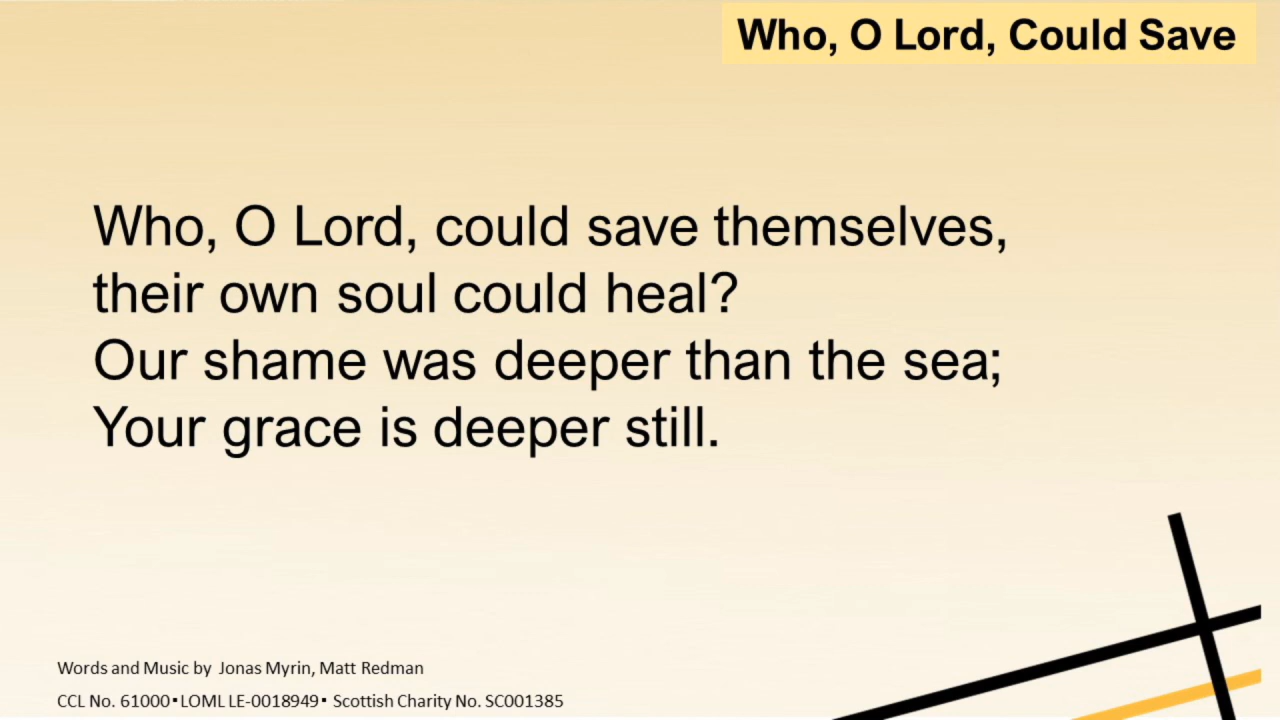 Who, O Lord, Could Save
Who, O Lord, could save themselves,
their own soul could heal?
Our shame was deeper than the sea;
Your grace is deeper still.
Words and Music by Jonas Myrin, Matt Redman
CCL No. 61000▪LOML LE-0018949▪ Scottish Charity No. SC001385